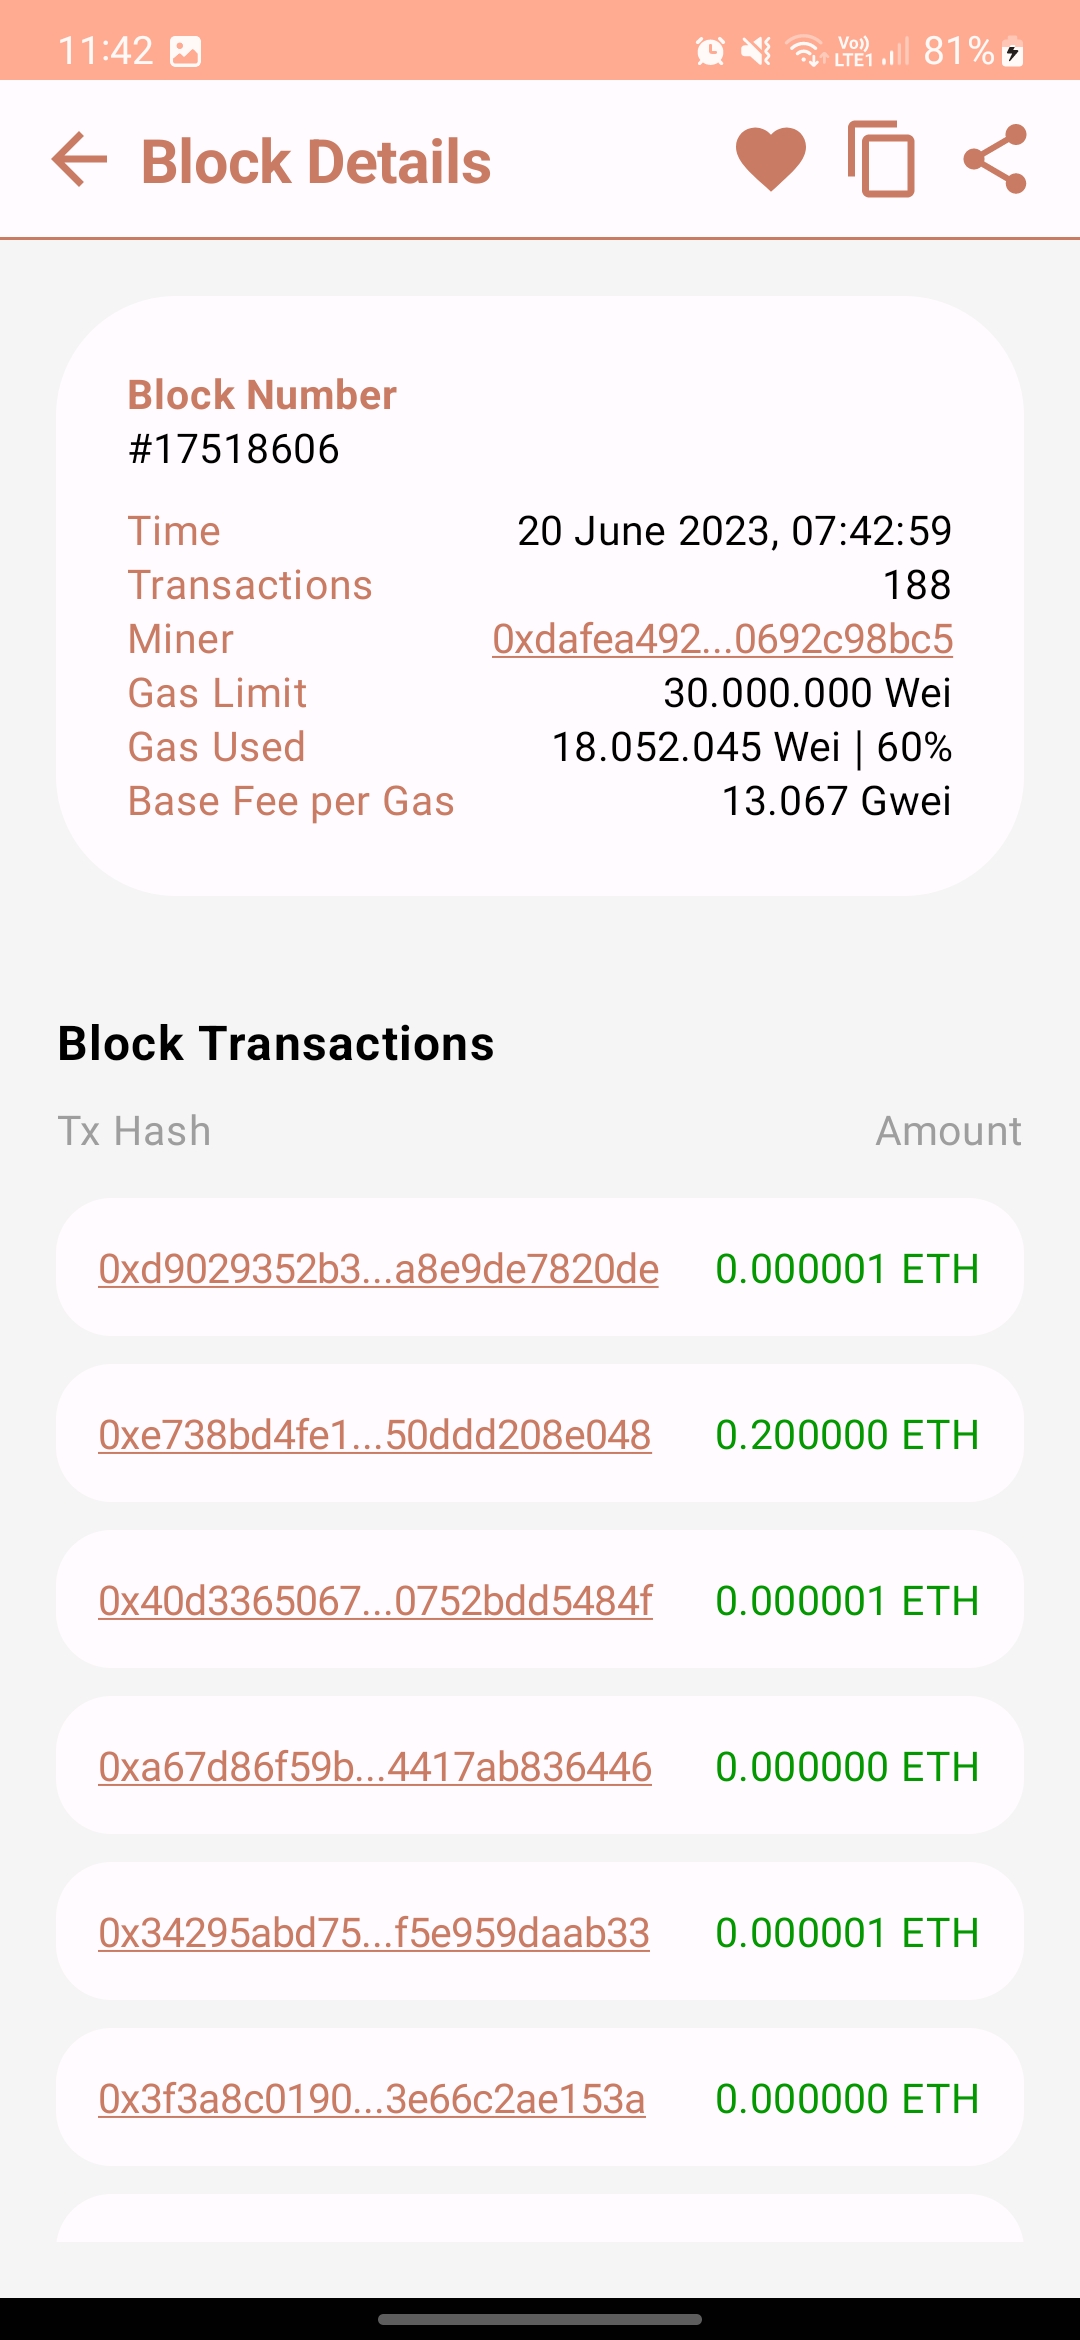 11:42 Vo)) LTE1 81%
Block Details
Block Number
#17518606
Time 20 June 2023, 07:42:59
Transactions 188
Miner 0xdafea492...0692c98bc5
Gas Limit 30.000.000 Wei
Gas Used 18.052.045 Wei | 60%
Base Fee per Gas 13.067 Gwei
Block Transactions
Tx Hash Amount
0xd9029352b3...a8e9de7820de 0.000001 ETH
0xe738bd4fe1...50ddd208e048 0.200000 ETH
0x40d3365067...0752bdd5484f 0.000001 ETH
0xa67d86f59b...4417ab836446 0.000000 ETH
0x34295abd75...f5e959daab33 0.000001 ETH
0x3f3a8c0190...3e66c2ae153a 0.000000 ETH